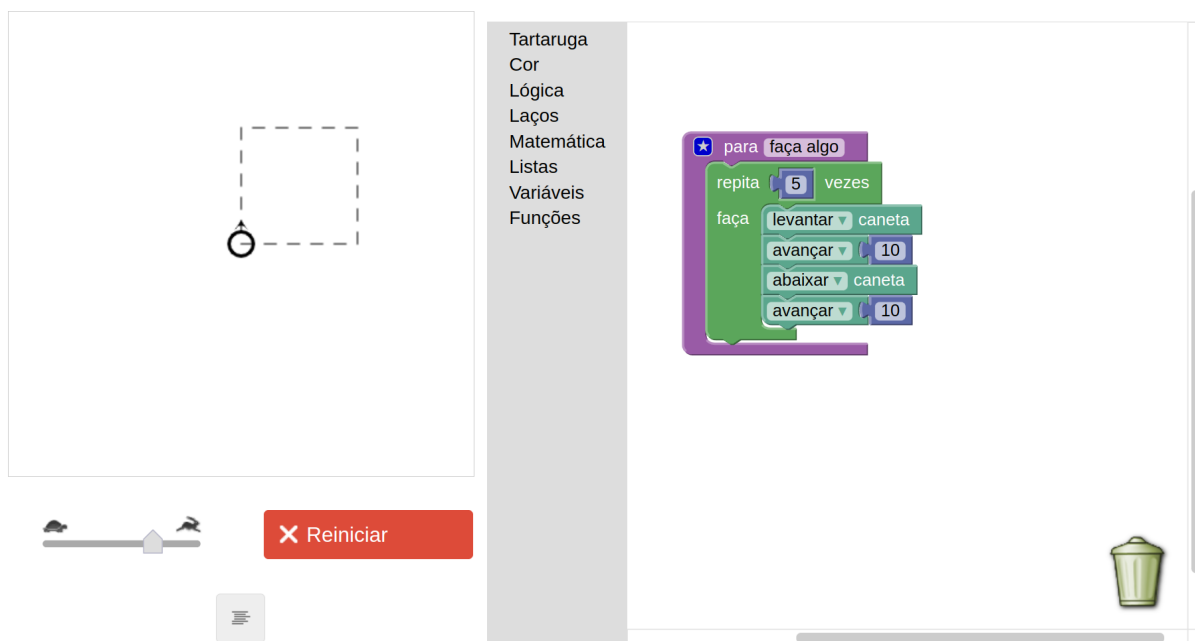 Tartaruga
Cor
Lógica
Laços
Matemática
Listas
Variáveis
Funções
para faça algo
repita 5 vezes
faça levantar caneta
avançar 10
abaixar caneta
avançar 10
Reiniciar